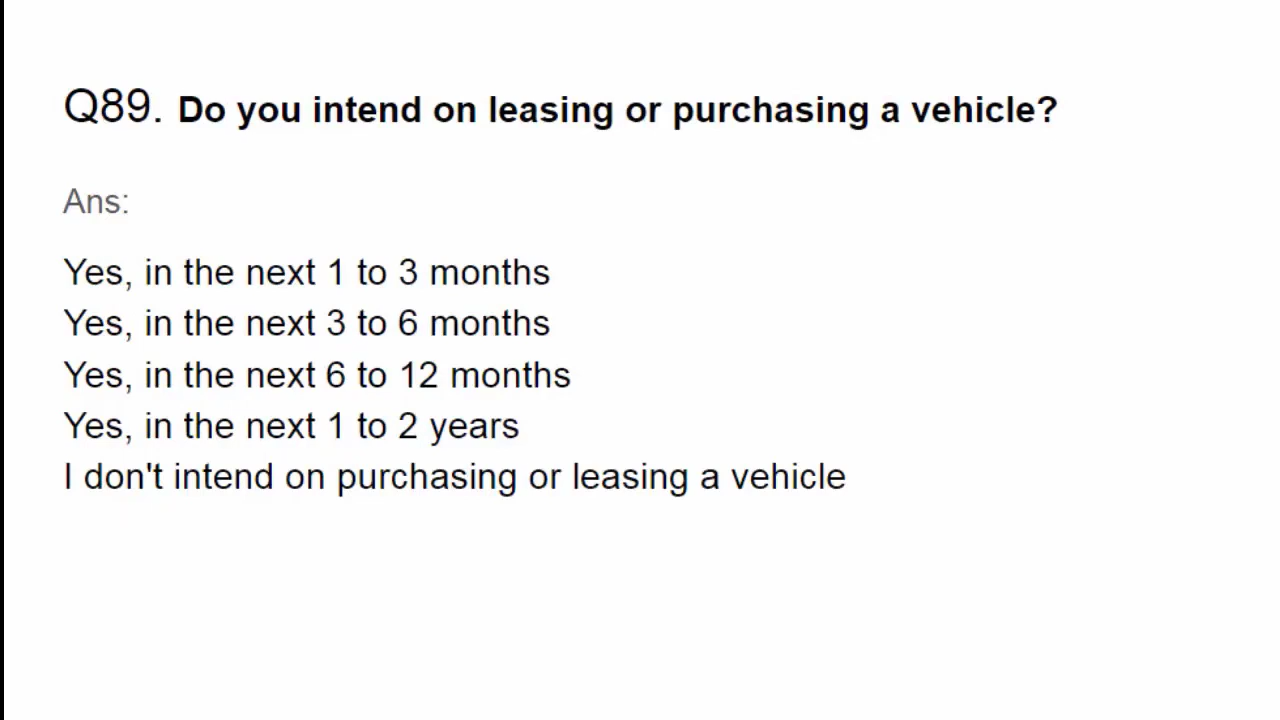 Q89. Do you intend on leasing or purchasing a vehicle?
Ans:
Yes, in the next 1 to 3 months
Yes, in the next 3 to 6 months
Yes, in the next 6 to 12 months
Yes, in the next 1 to 2 years
I don't intend on purchasing or leasing a vehicle